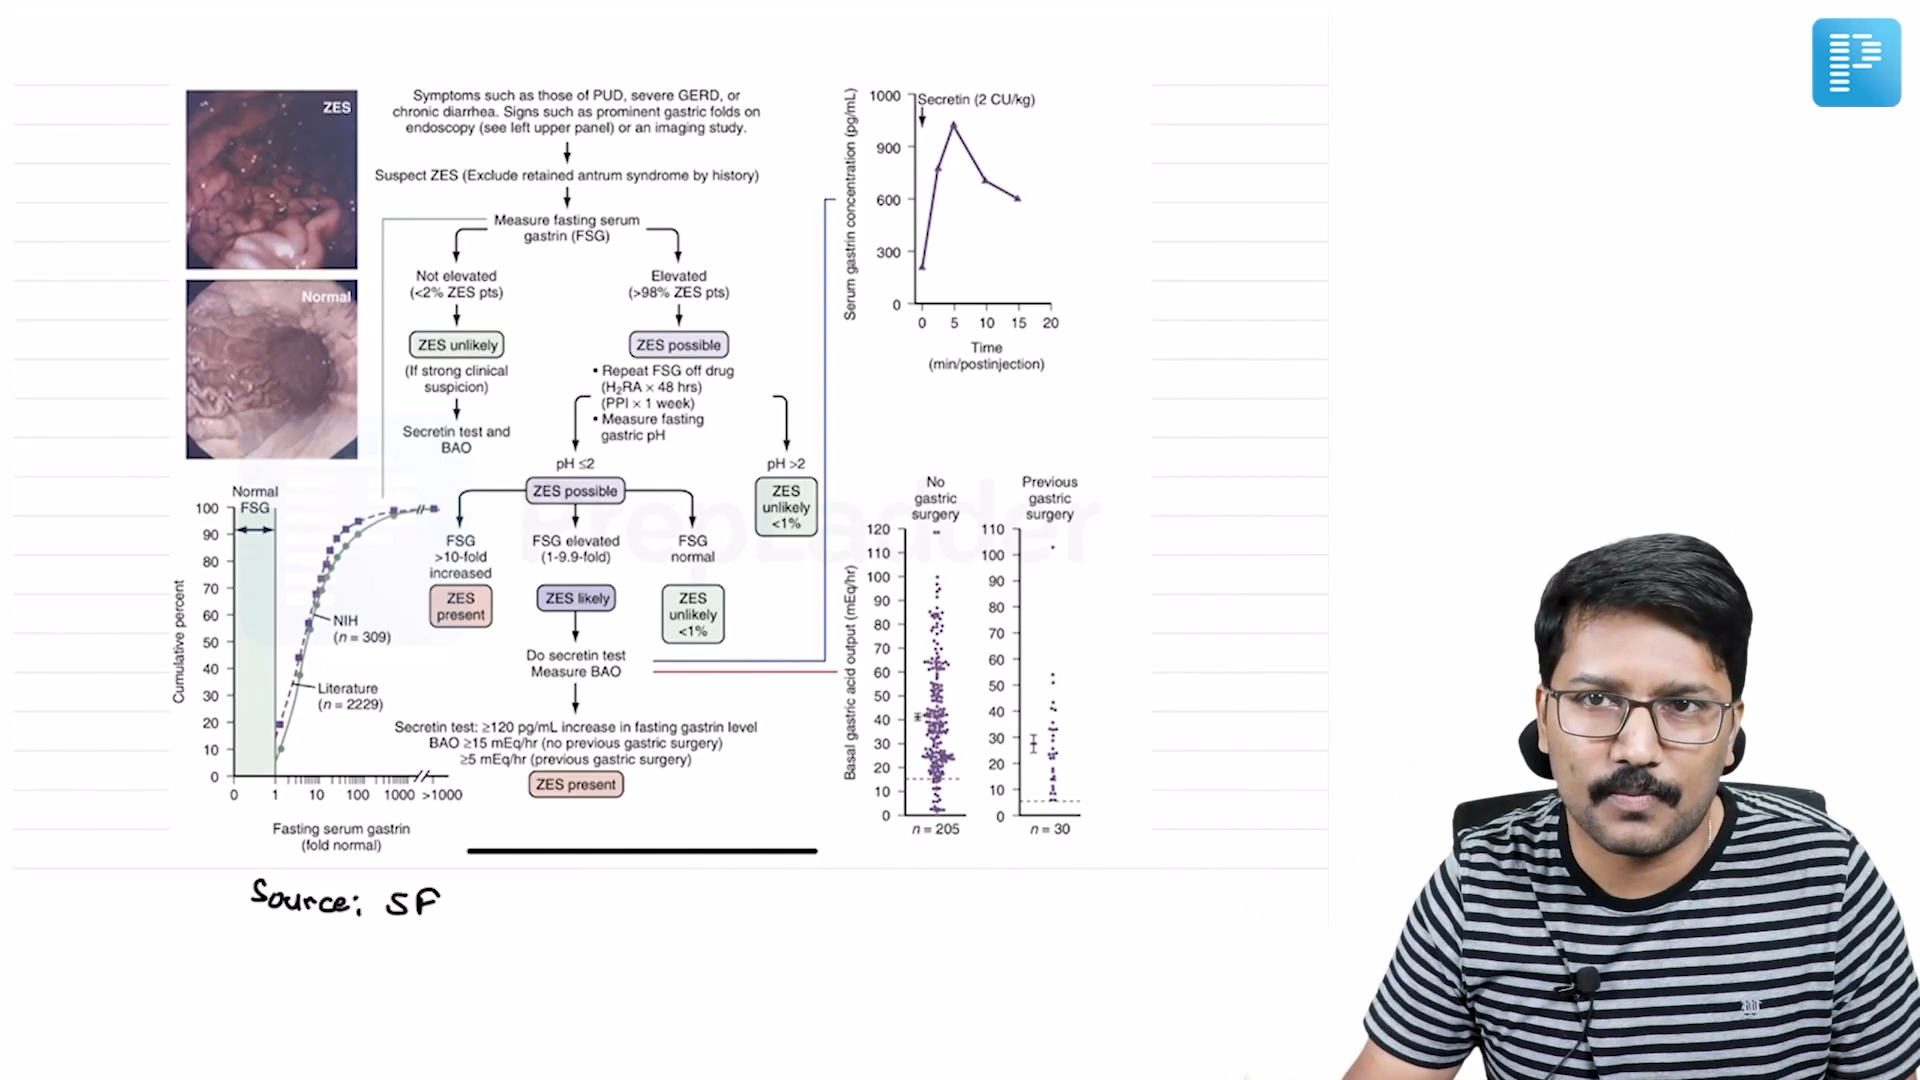 ZES
Normal
Symptoms such as those of PUD, severe GERD, or
chronic diarrhea. Signs such as prominent gastric folds on
endoscopy (see left upper panel) or an imaging study.
Suspect ZES (Exclude retained antrum syndrome by history)
Measure fasting serum
gastrin (FSG)
Not elevated
(<2% ZES pts)
Elevated
(>98% ZES pts)
ZES unlikely
(If strong clinical
suspicion)
Secretin test and
BAO
ZES possible
• Repeat FSG off drug
(H₂RA × 48 hrs)
(PPI × 1 week)
• Measure fasting
gastric pH
pH ≤2
ZES possible
pH >2
ZES
unlikely
<1%
FSG
>10-fold
increased
ZES
present
FSG elevated
(1-9.9-fold)
ZES likely
FSG
normal
ZES
unlikely
<1%
Do secretin test
Measure BAO
Secretin test: ≥120 pg/mL increase in fasting gastrin level
BAO ≥15 mEq/hr (no previous gastric surgery)
≥5 mEq/hr (previous gastric surgery)
ZES present
Normal
FSG
Cumulative percent
100
90
80
70
60
50
40
30
20
10
0
NIH
(n = 309)
Literature
(n = 2229)
0 1 10 100 1000 >1000
Fasting serum gastrin
(fold normal)
Serum gastrin concentration (pg/mL)
Secretin (2 CU/kg)
1000
900
600
300
0
0 5 10 15 20
Time
(min/postinjection)
Basal gastric acid output (mEq/hr)
No
gastric
surgery
120
110
100
90
80
70
60
50
40
30
20
10
0
n = 205
Previous
gastric
surgery
110
100
90
80
70
60
50
40
30
20
10
0
n = 30
PrepLadder
Source: SF